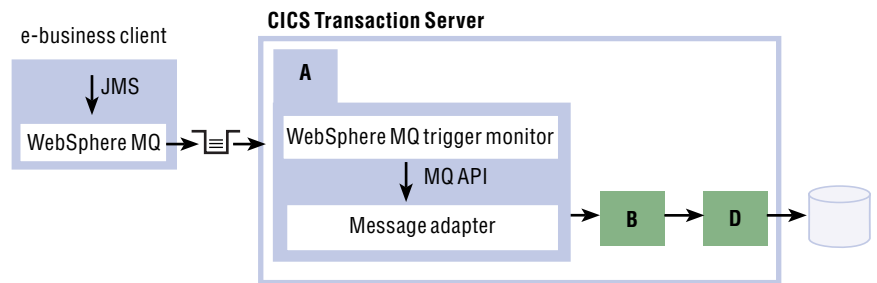 CICS Transaction Server
e-business client
A
JMS
WebSphere MQ
WebSphere MQ trigger monitor
MQ API
Message adapter
B
D